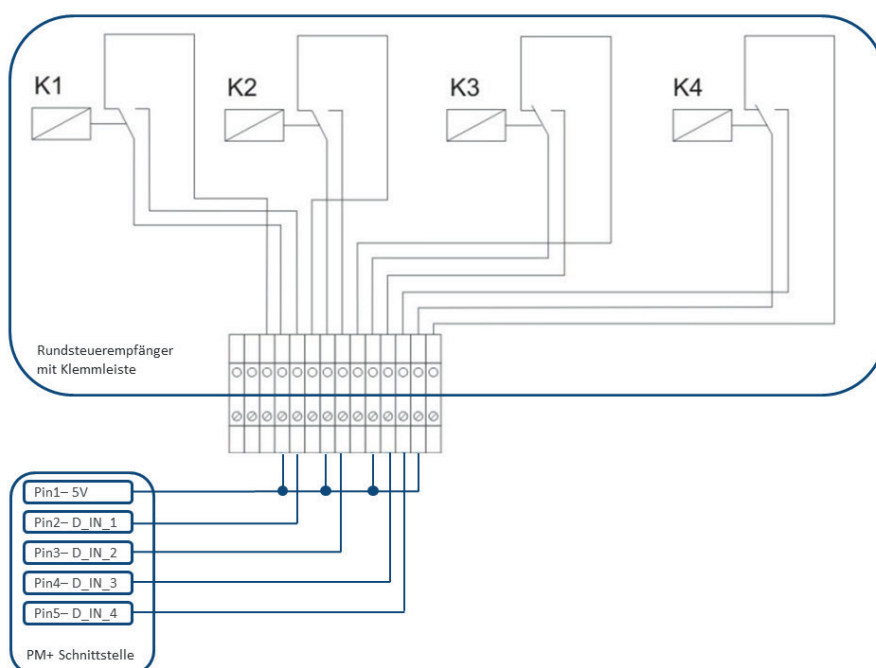 K1
K2
K3
K4
Rundsteuerempfänger
mit Klemmleiste
Pin1– 5V
Pin2– D_IN_1
Pin3– D_IN_2
Pin4– D_IN_3
Pin5– D_IN_4
PM+ Schnittstelle